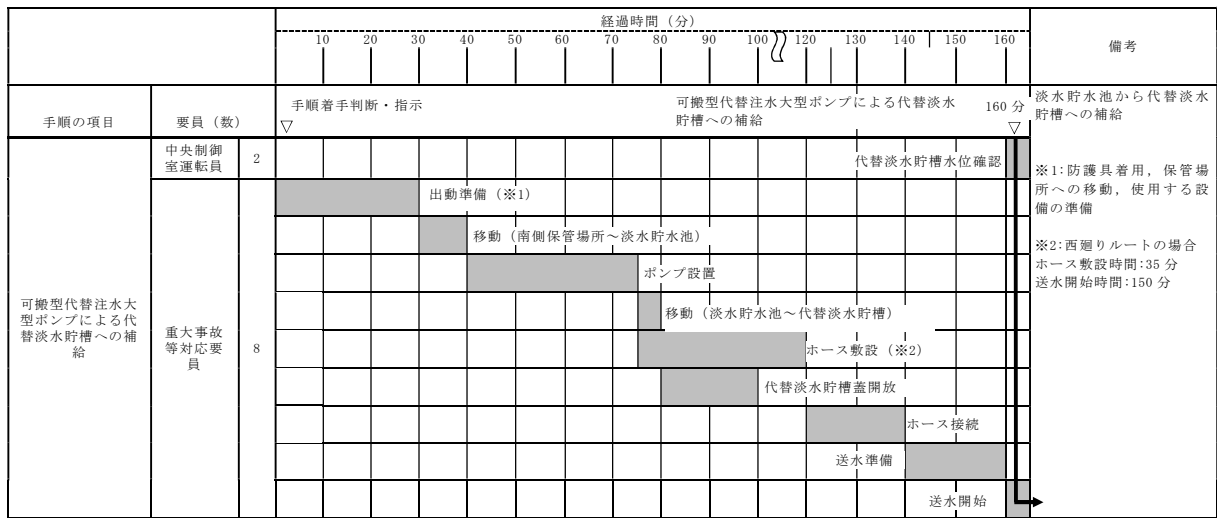 経過時間（分）
10 20 30 40 50 60 70 80 90 100 120 130 140 150 160
備考
手順の項目
要員（数）
手順着手判断・指示
▽
可搬型代替注水大型ポンプによる代替淡水
貯槽への補給
160 分
▽
淡水貯水池から代替淡水
貯槽への補給
※1:防護具着用，保管場
所への移動，使用する設
備の準備
※2:西廻りルートの場合
ホース敷設時間:35 分
送水開始時間:150 分
可搬型代替注水大
型ポンプによる代
替淡水貯槽への補
給
中央制御
室運転員
2
代替淡水貯槽水位確認
重大事故
等対応要
員
8
出動準備（※1）
移動（南側保管場所～淡水貯水池）
ポンプ設置
移動（淡水貯水池～代替淡水貯槽）
ホース敷設（※2）
代替淡水貯槽蓋開放
ホース接続
送水準備
送水開始